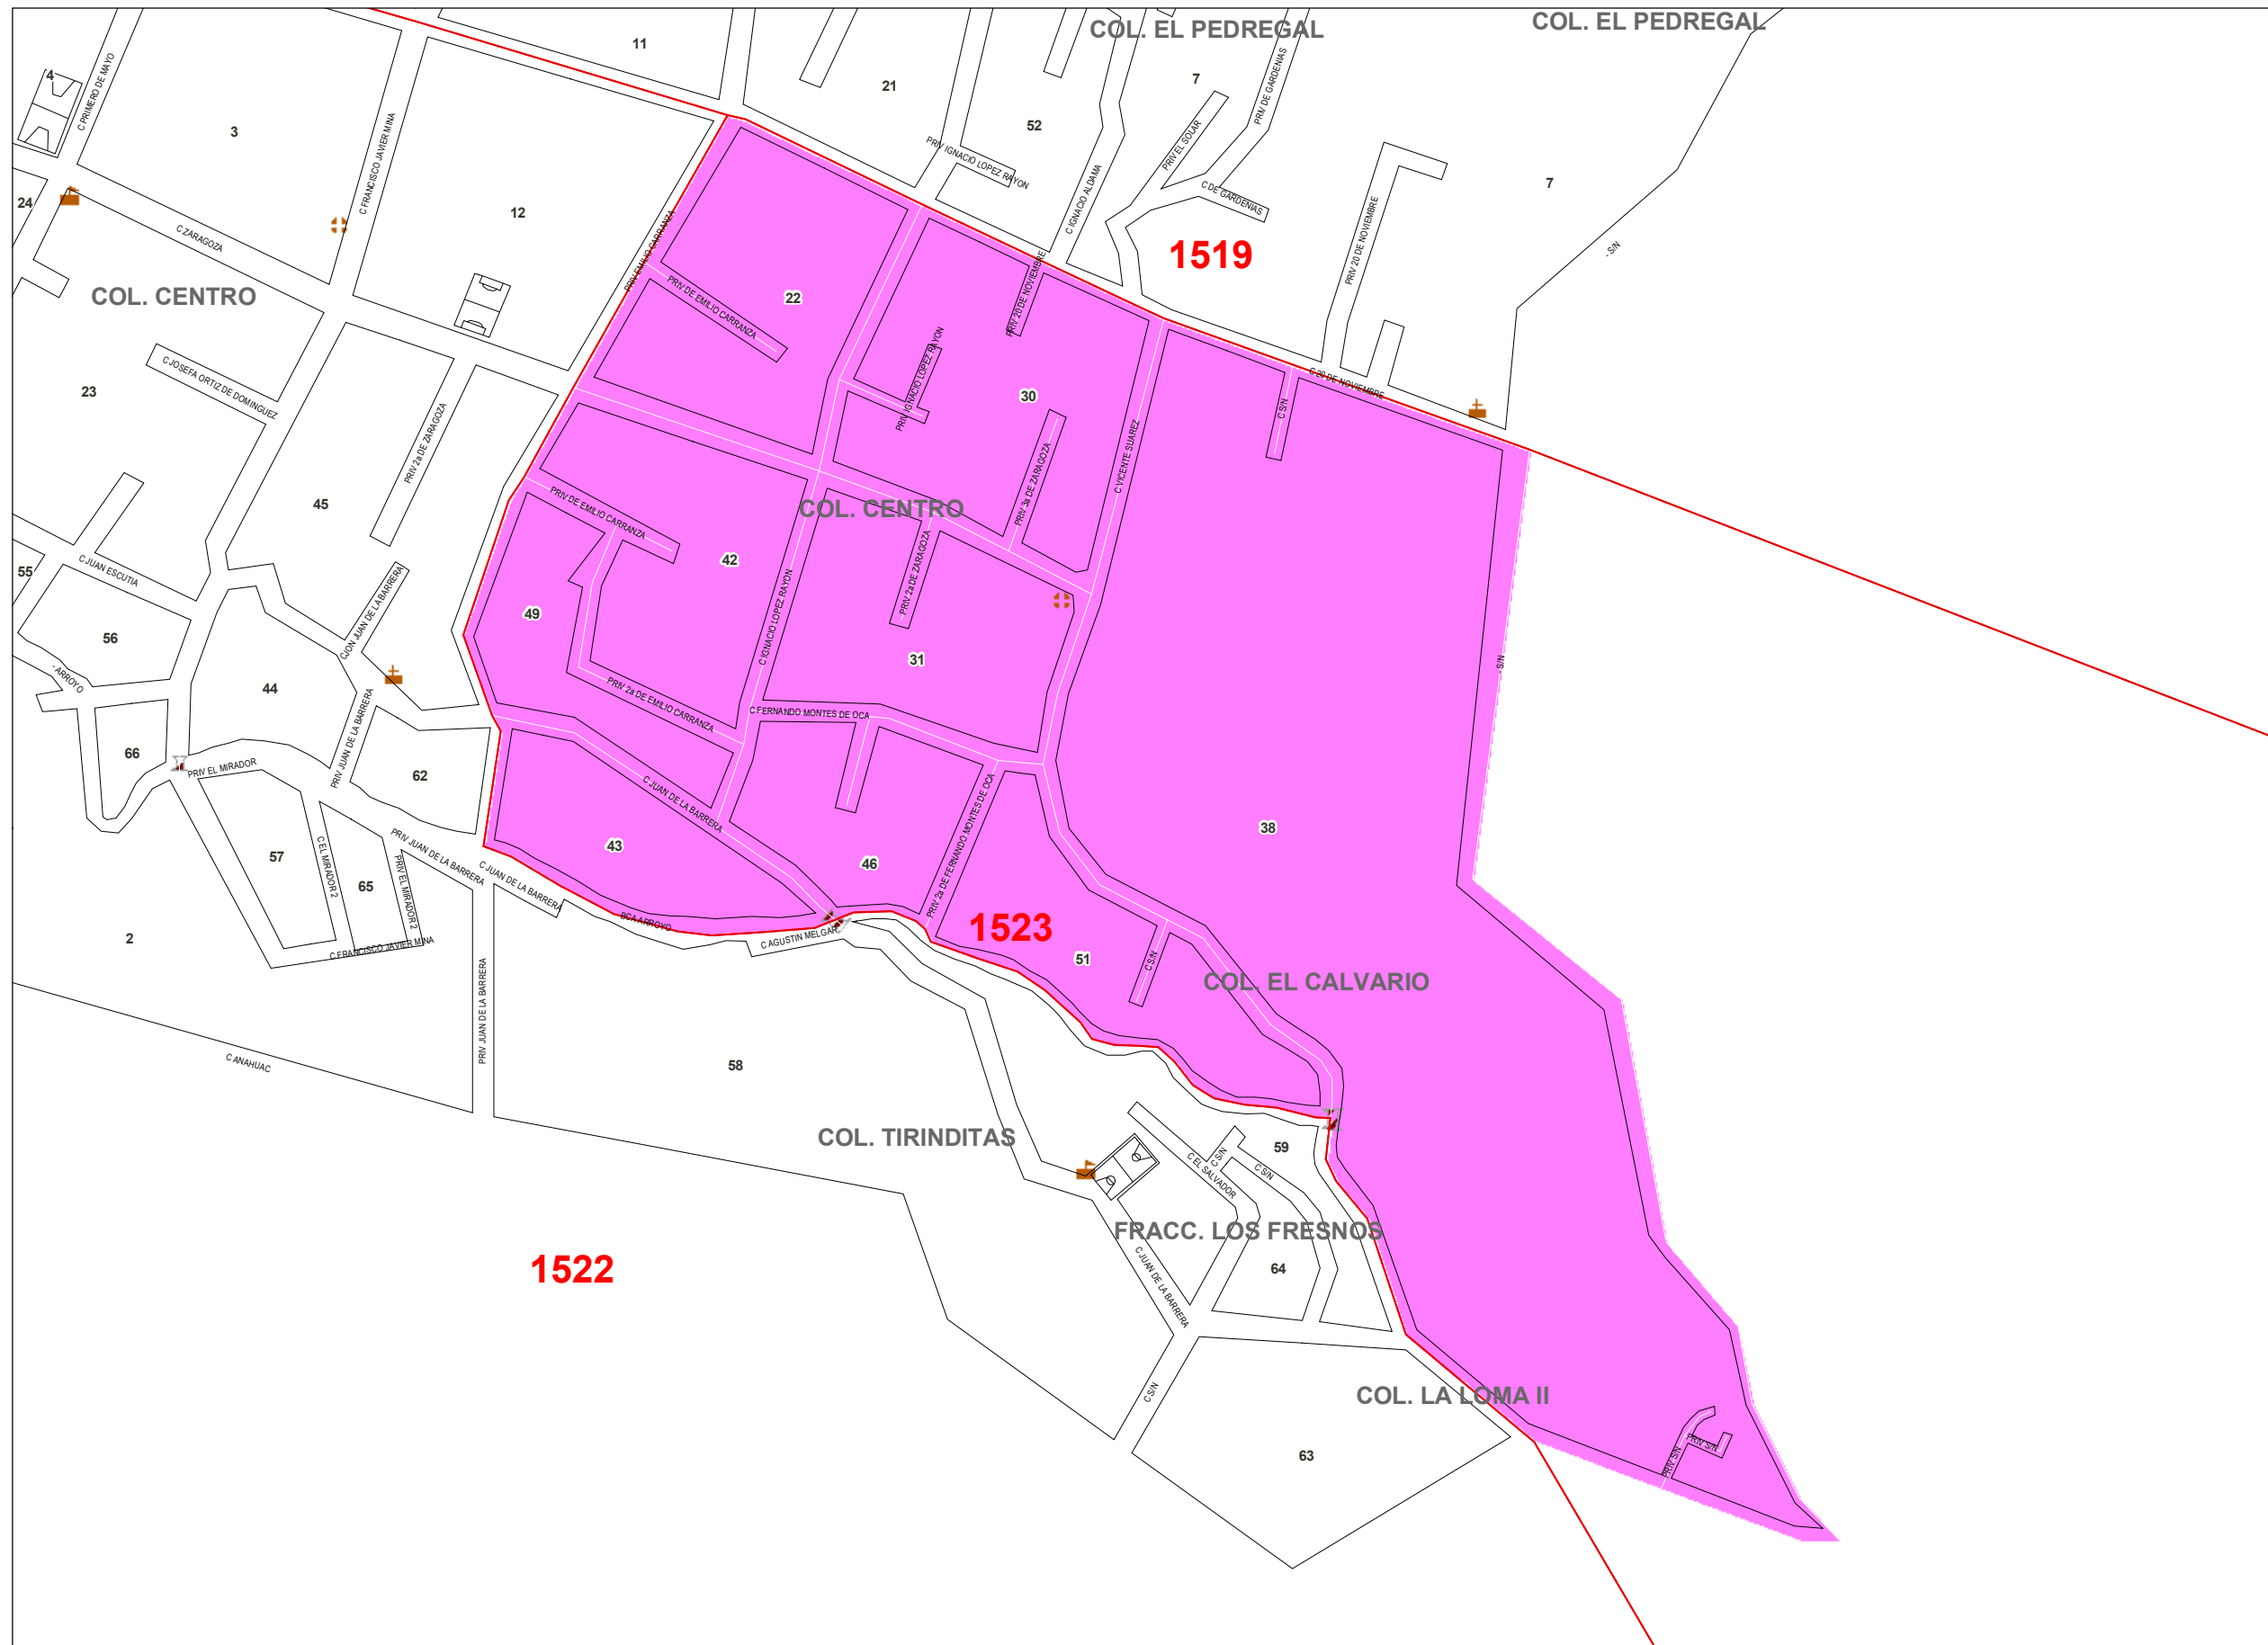 COL. EL PEDREGAL
COL. EL PEDREGAL
11
4
21
7
C PRIMERO DE MAYO
3
C FRANCISCO JAVIER MINA
52
PRIV DE GARDENIAS
PRIV EL SOLAR
PRIV IGNACIO LOPEZ RAYON
C IGNACIO ALDAMA
7
24
12
C DE GARDENIAS
C ZARAGOZA
PRIV EMILIO CARRANZA
1519
PRIV 20 DE NOVIEMBRE
- S/N
COL. CENTRO
22
PRIV DE EMILIO CARRANZA
PRIV 20 DE NOVIEMBRE
C JOSEFA ORTIZ DE DOMINGUEZ
23
PRIV IGNACIO LOPEZ RAYON
30
C 20 DE NOVIEMBRE
C S/N
PRIV 2a DE ZARAGOZA
C VICENTE SUAREZ
PRIV 3a DE ZARAGOZA
45
PRIV DE EMILIO CARRANZA
COL. CENTRO
C JUAN ESCUTIA
55
42
PRIV 2a DE ZARAGOZA
CJON JUAN DE LA BARRERA
49
C IGNACIO LOPEZ RAYON
56
31
- ARROYO
44
- S/N
PRIV 2a DE EMILIO CARRANZA
C FERNANDO MONTES DE OCA
PRIV JUAN DE LA BARRERA
66
PRIV EL MIRADOR
62
C JUAN DE LA BARRERA
PRIV 2a DE FERNANDO MONTES DE OCA
38
43
46
57
C EL MIRADOR 2
65
PRIV JUAN DE LA BARRERA
C JUAN DE LA BARRERA
PRIV EL MIRADOR 2
BCA ARROYO
1523
2
C FRANCISCO JAVIER MINA
C AGUSTIN MELGAR
51
C S/N
COL. EL CALVARIO
PRIV JUAN DE LA BARRERA
C ANAHUAC
58
COL. TIRINDITAS
59
C S/N
C EL SALVADOR
C S/N
FRACC. LOS FRESNOS
1522
64
C JUAN DE LA BARRERA
C S/N
COL. LA LOMA II
PRIV S/N
PRIV S/N
63